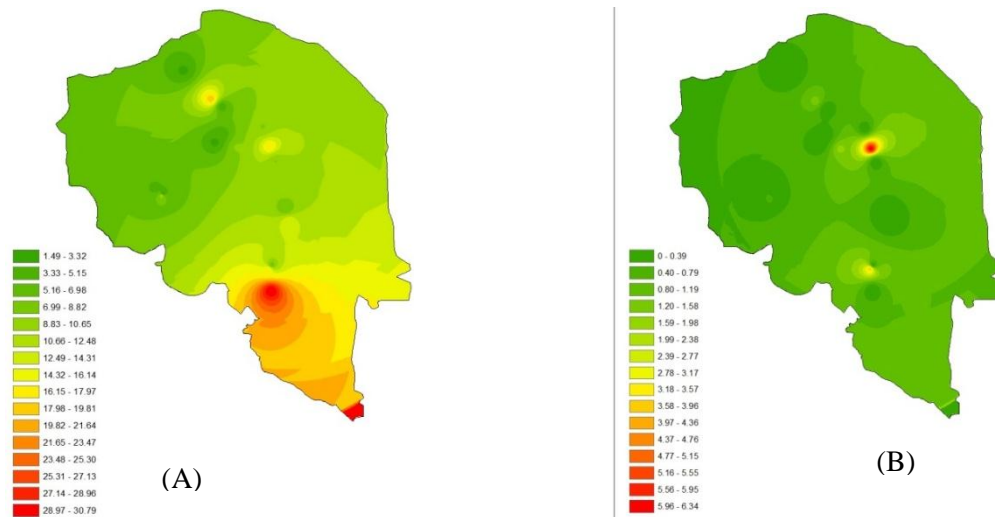 1.49 - 3.32
3.33 - 5.15
5.16 - 6.98
6.99 - 8.82
8.83 - 10.65
10.66 - 12.48
12.49 - 14.31
14.32 - 16.14
16.15 - 17.97
17.98 - 19.81
19.82 - 21.64
21.65 - 23.47
23.48 - 25.30
25.31 - 27.13
27.14 - 28.96
28.97 - 30.79
(A)
0 - 0.39
0.40 - 0.79
0.80 - 1.19
1.20 - 1.58
1.59 - 1.98
1.99 - 2.38
2.39 - 2.77
2.78 - 3.17
3.18 - 3.57
3.58 - 3.96
3.97 - 4.36
4.37 - 4.76
4.77 - 5.15
5.16 - 5.55
5.56 - 5.95
5.96 - 6.34
(B)